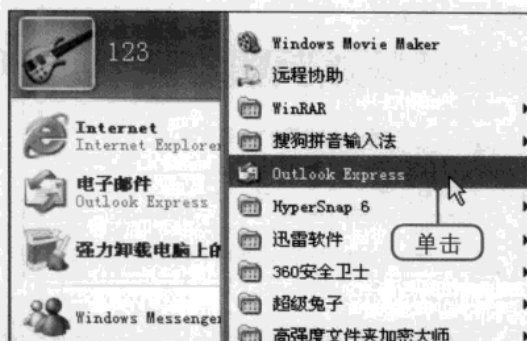 123
Internet
Internet Explorer
电子邮件
Outlook Express
强力卸载电脑上的
Windows Messenger
Windows Movie Maker
远程协助
WinRAR
搜狗拼音输入法
Outlook Express
HyperSnap 6
单击
迅雷软件
360安全卫士
超级兔子
高强度文件夹加密大师